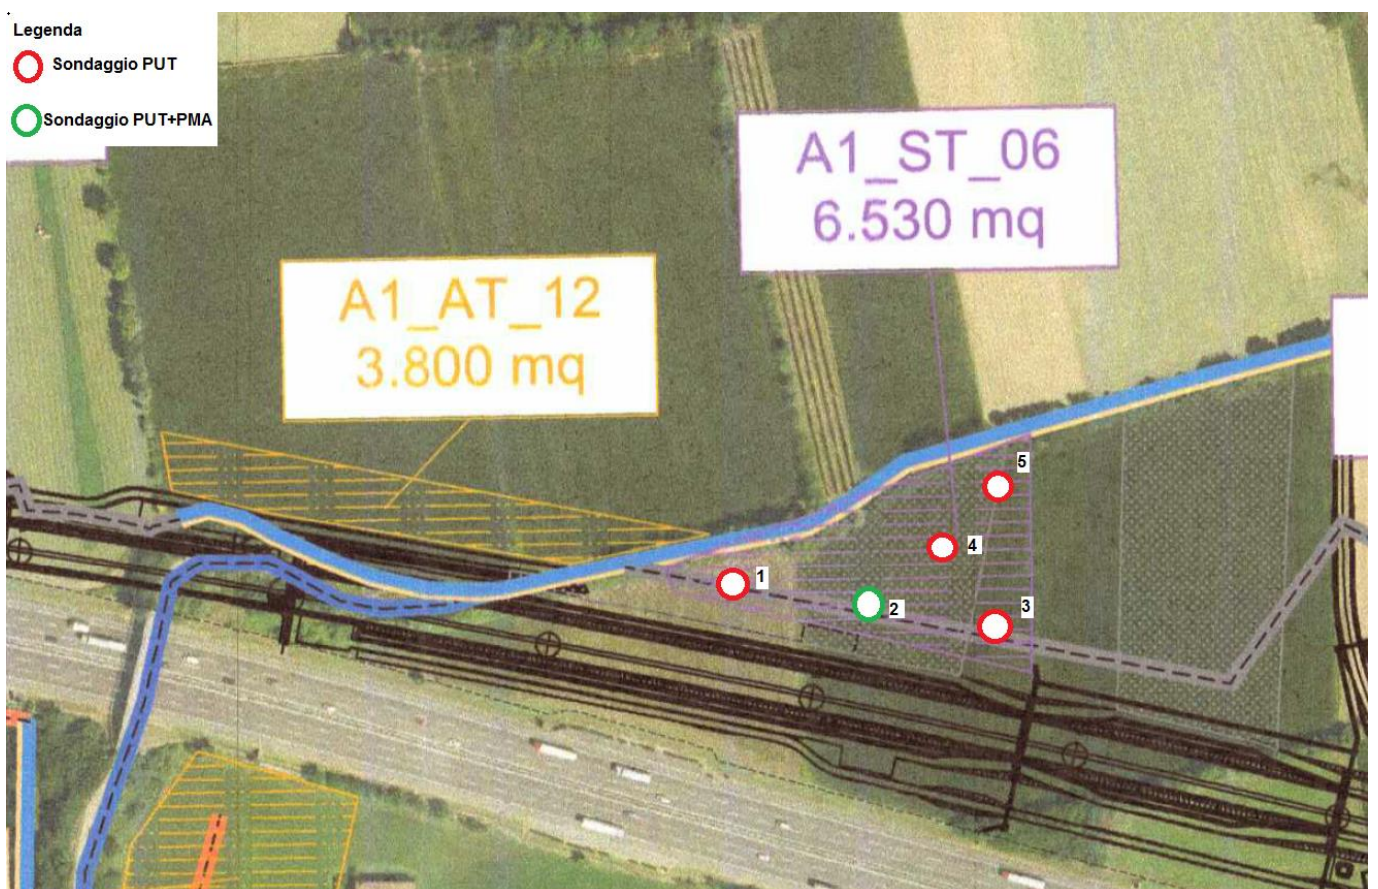 Legenda
Sondaggio PUT
Sondaggio PUT+PMA
A1_ST_06
6.530 mq
A1_AT_12
3.800 mq
5
4
1
2
3